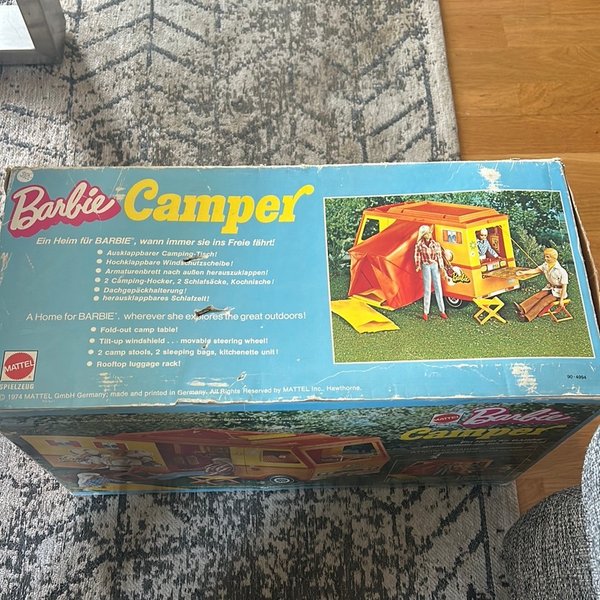 Barbie Camper
Ein Heim für BARBIE®, wann immer sie ins Freie fährt!
• Ausklappbarer Camping-Tisch!
• Hochklappbare Windschutzscheibe!
• Armaturenbrett nach außen herauszuklappen!
• 2 Camping-Hocker, 2 Schlafsäcke, Kochnische!
• Dachgepäckhalterung!
• herausklappbares Schlafzelt!
A Home for BARBIE®, wherever she explores the great outdoors!
• Fold-out camp table!
• Tilt-up windshield . . . movable steering wheel!
• 2 camp stools, 2 sleeping bags, kitchenette unit!
• Rooftop luggage rack!
MATTEL
SPIELZEUG
© 1974 MATTEL GmbH Germany, made and printed in Germany. All Rights Reserved by MATTEL Inc., Hawthorne.
90-4994
MATTEL
Barbie
Camper